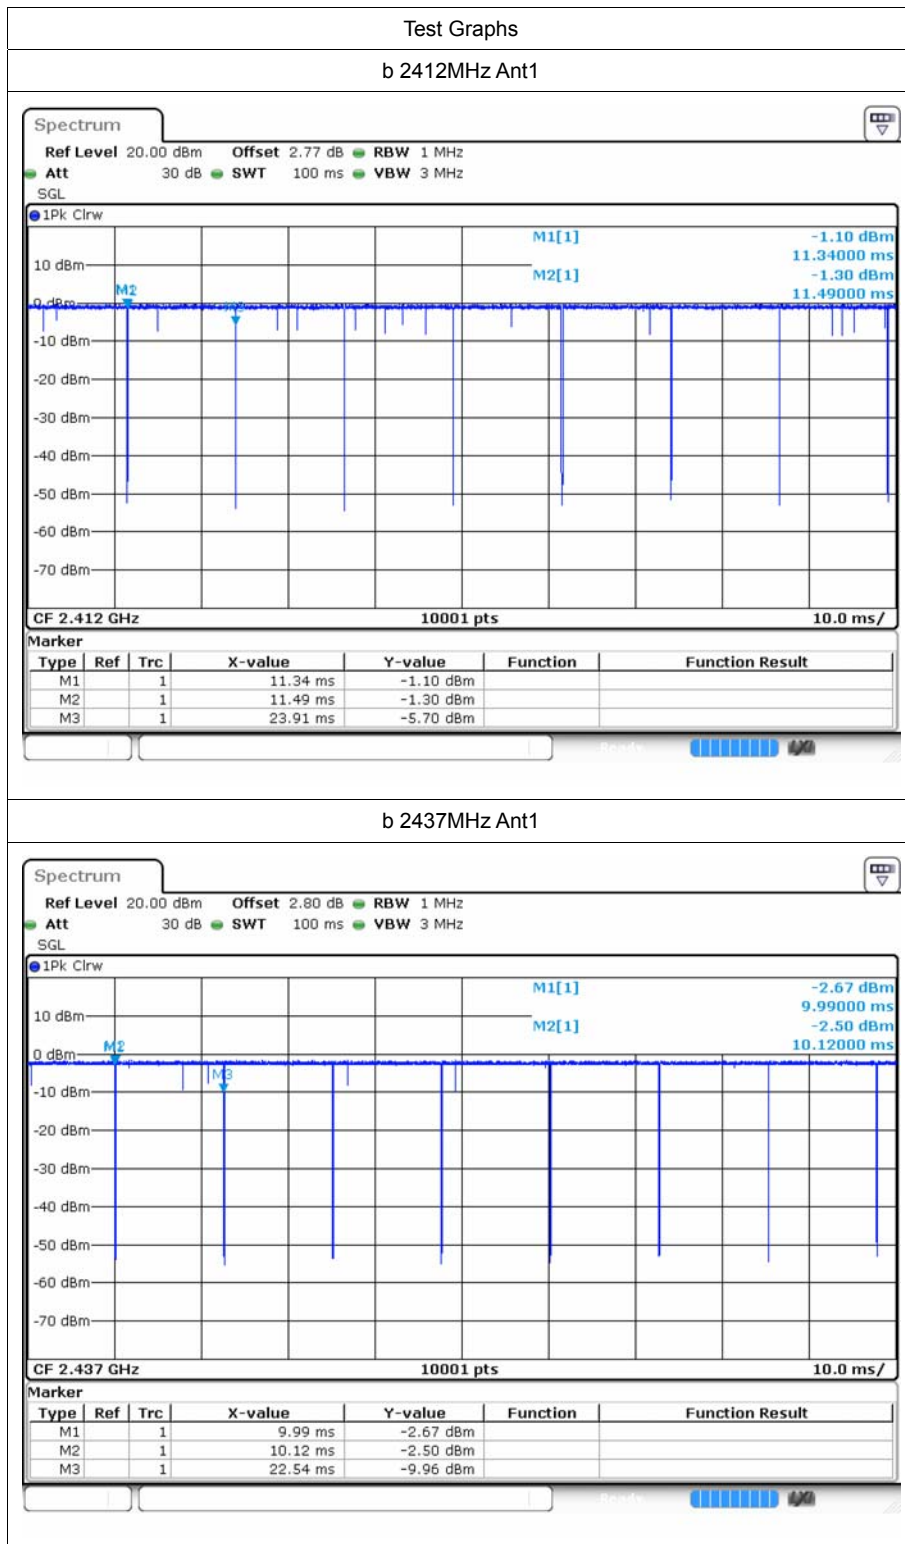 Test Graphs
b 2412MHz Ant1
Spectrum
Ref Level 20.00 dBm Offset 2.77 dB RBW 1 MHz
Att 30 dB SWT 100 ms VBW 3 MHz
SGL
1Pk Clrw
M1[1] -1.10 dBm
11.34000 ms
10 dBm
M2[1] -1.30 dBm
11.49000 ms
M2
0 dBm
-10 dBm
-20 dBm
-30 dBm
-40 dBm
-50 dBm
-60 dBm
-70 dBm
CF 2.412 GHz 10001 pts 10.0 ms/
Marker
Type Ref Trc X-value Y-value Function Function Result
M1 1 11.34 ms -1.10 dBm
M2 1 11.49 ms -1.30 dBm
M3 1 23.91 ms -5.70 dBm
Ready
b 2437MHz Ant1
Spectrum
Ref Level 20.00 dBm Offset 2.80 dB RBW 1 MHz
Att 30 dB SWT 100 ms VBW 3 MHz
SGL
1Pk Clrw
M1[1] -2.67 dBm
9.99000 ms
10 dBm
M2[1] -2.50 dBm
10.12000 ms
M2
0 dBm
M3
-10 dBm
-20 dBm
-30 dBm
-40 dBm
-50 dBm
-60 dBm
-70 dBm
CF 2.437 GHz 10001 pts 10.0 ms/
Marker
Type Ref Trc X-value Y-value Function Function Result
M1 1 9.99 ms -2.67 dBm
M2 1 10.12 ms -2.50 dBm
M3 1 22.54 ms -9.96 dBm
Ready